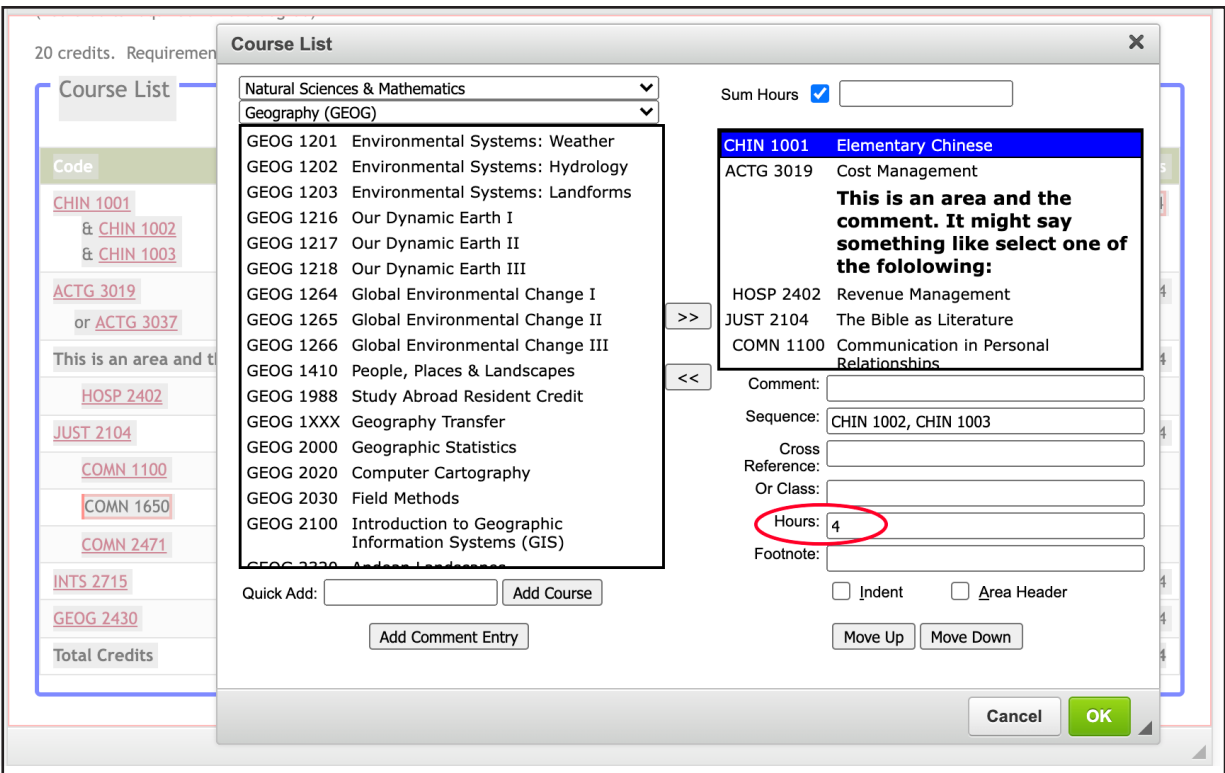 20 credits. Requiremen
Course List
Code
CHIN 1001
& CHIN 1002
& CHIN 1003
ACTG 3019
or ACTG 3037
This is an area and t
HOSP 2402
JUST 2104
COMN 1100
COMN 1650
COMN 2471
INTS 2715
GEOG 2430
Total Credits
Course List
Natural Sciences & Mathematics
Geography (GEOG)
GEOG 1201 Environmental Systems: Weather
GEOG 1202 Environmental Systems: Hydrology
GEOG 1203 Environmental Systems: Landforms
GEOG 1216 Our Dynamic Earth I
GEOG 1217 Our Dynamic Earth II
GEOG 1218 Our Dynamic Earth III
GEOG 1264 Global Environmental Change I
GEOG 1265 Global Environmental Change II
GEOG 1266 Global Environmental Change III
GEOG 1410 People, Places & Landscapes
GEOG 1988 Study Abroad Resident Credit
GEOG 1XXX Geography Transfer
GEOG 2000 Geographic Statistics
GEOG 2020 Computer Cartography
GEOG 2030 Field Methods
GEOG 2100 Introduction to Geographic
Information Systems (GIS)
Quick Add:
Add Course
Add Comment Entry
>>
<<
Sum Hours
CHIN 1001 Elementary Chinese
ACTG 3019 Cost Management
This is an area and the
comment. It might say
something like select one of
the fololowing:
HOSP 2402 Revenue Management
JUST 2104 The Bible as Literature
COMN 1100 Communication in Personal
Relationships
Comment:
Sequence: CHIN 1002, CHIN 1003
Cross
Reference:
Or Class:
Hours: 4
Footnote:
Indent Area Header
Move Up Move Down
Cancel OK